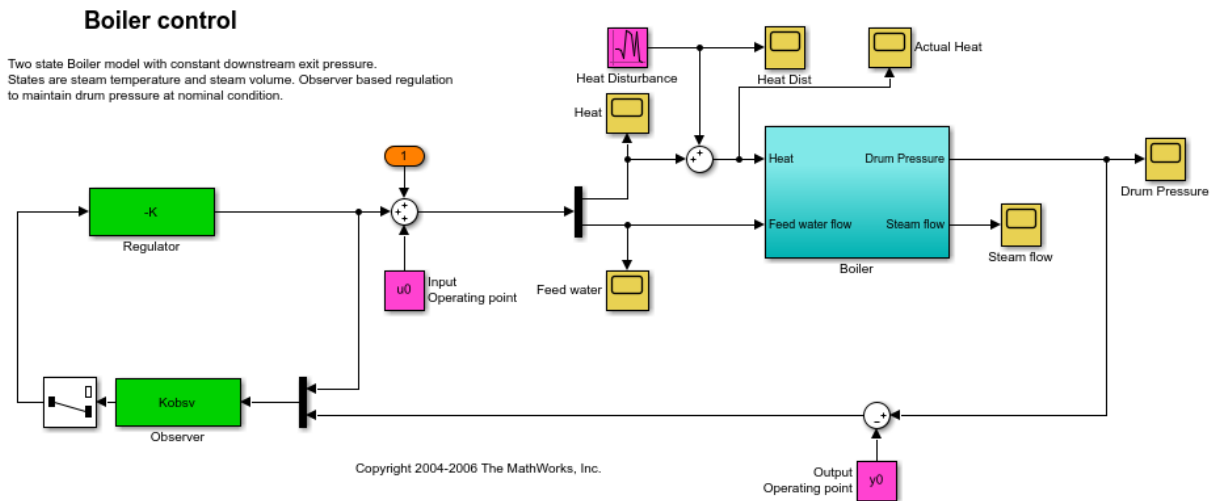 Boiler control
Two state Boiler model with constant downstream exit pressure.
States are steam temperature and steam volume. Observer based regulation
to maintain drum pressure at nominal condition.
Heat Disturbance
Heat Dist
Actual Heat
Heat
1
-K
Regulator
u0
Input
Operating point
Feed water
Heat
Drum Pressure
Feed water flow
Steam flow
Boiler
Drum Pressure
Steam flow
Kobsv
Observer
Copyright 2004-2006 The MathWorks, Inc.
Output
Operating point
y0